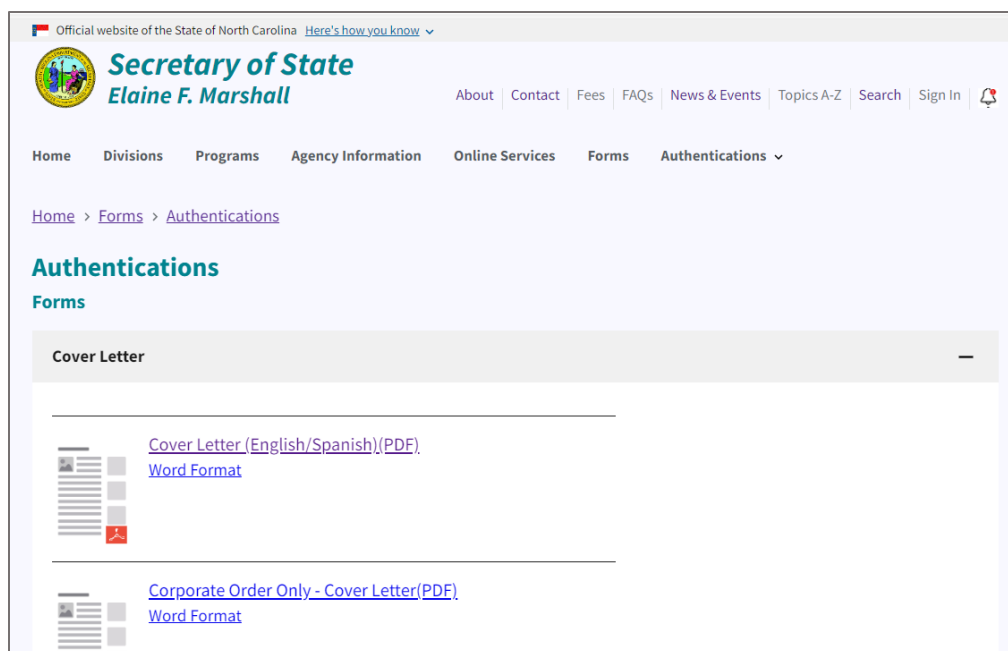 Official website of the State of North Carolina Here's how you know
Secretary of State
Elaine F. Marshall
About Contact Fees FAQs News & Events Topics A-Z Search Sign In
Home Divisions Programs Agency Information Online Services Forms Authentications
Home > Forms > Authentications
Authentications
Forms
Cover Letter
Cover Letter (English/Spanish)(PDF)
Word Format
Corporate Order Only - Cover Letter(PDF)
Word Format